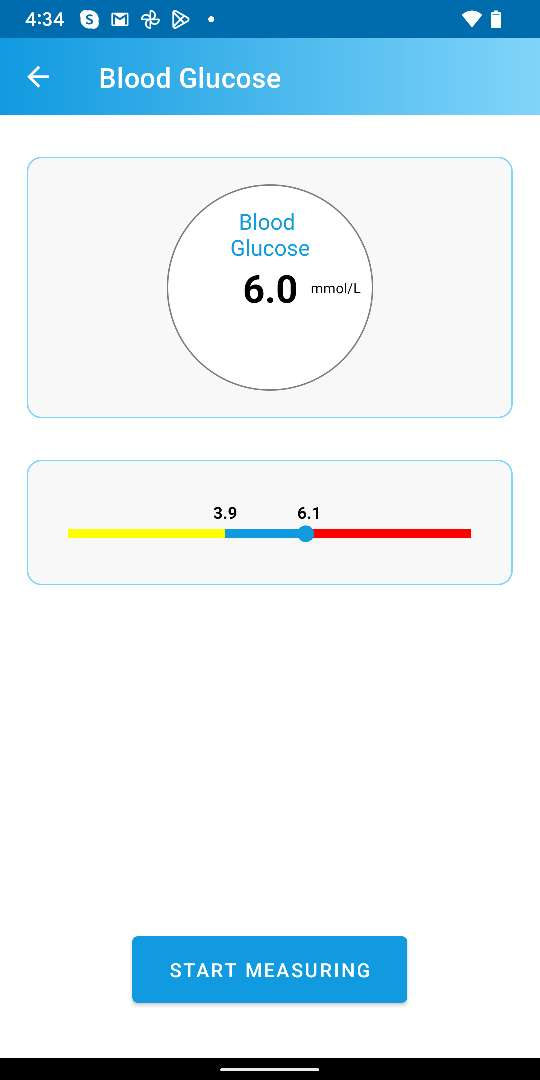 4:34
Blood Glucose
Blood
Glucose
6.0 mmol/L
3.9 6.1
START MEASURING